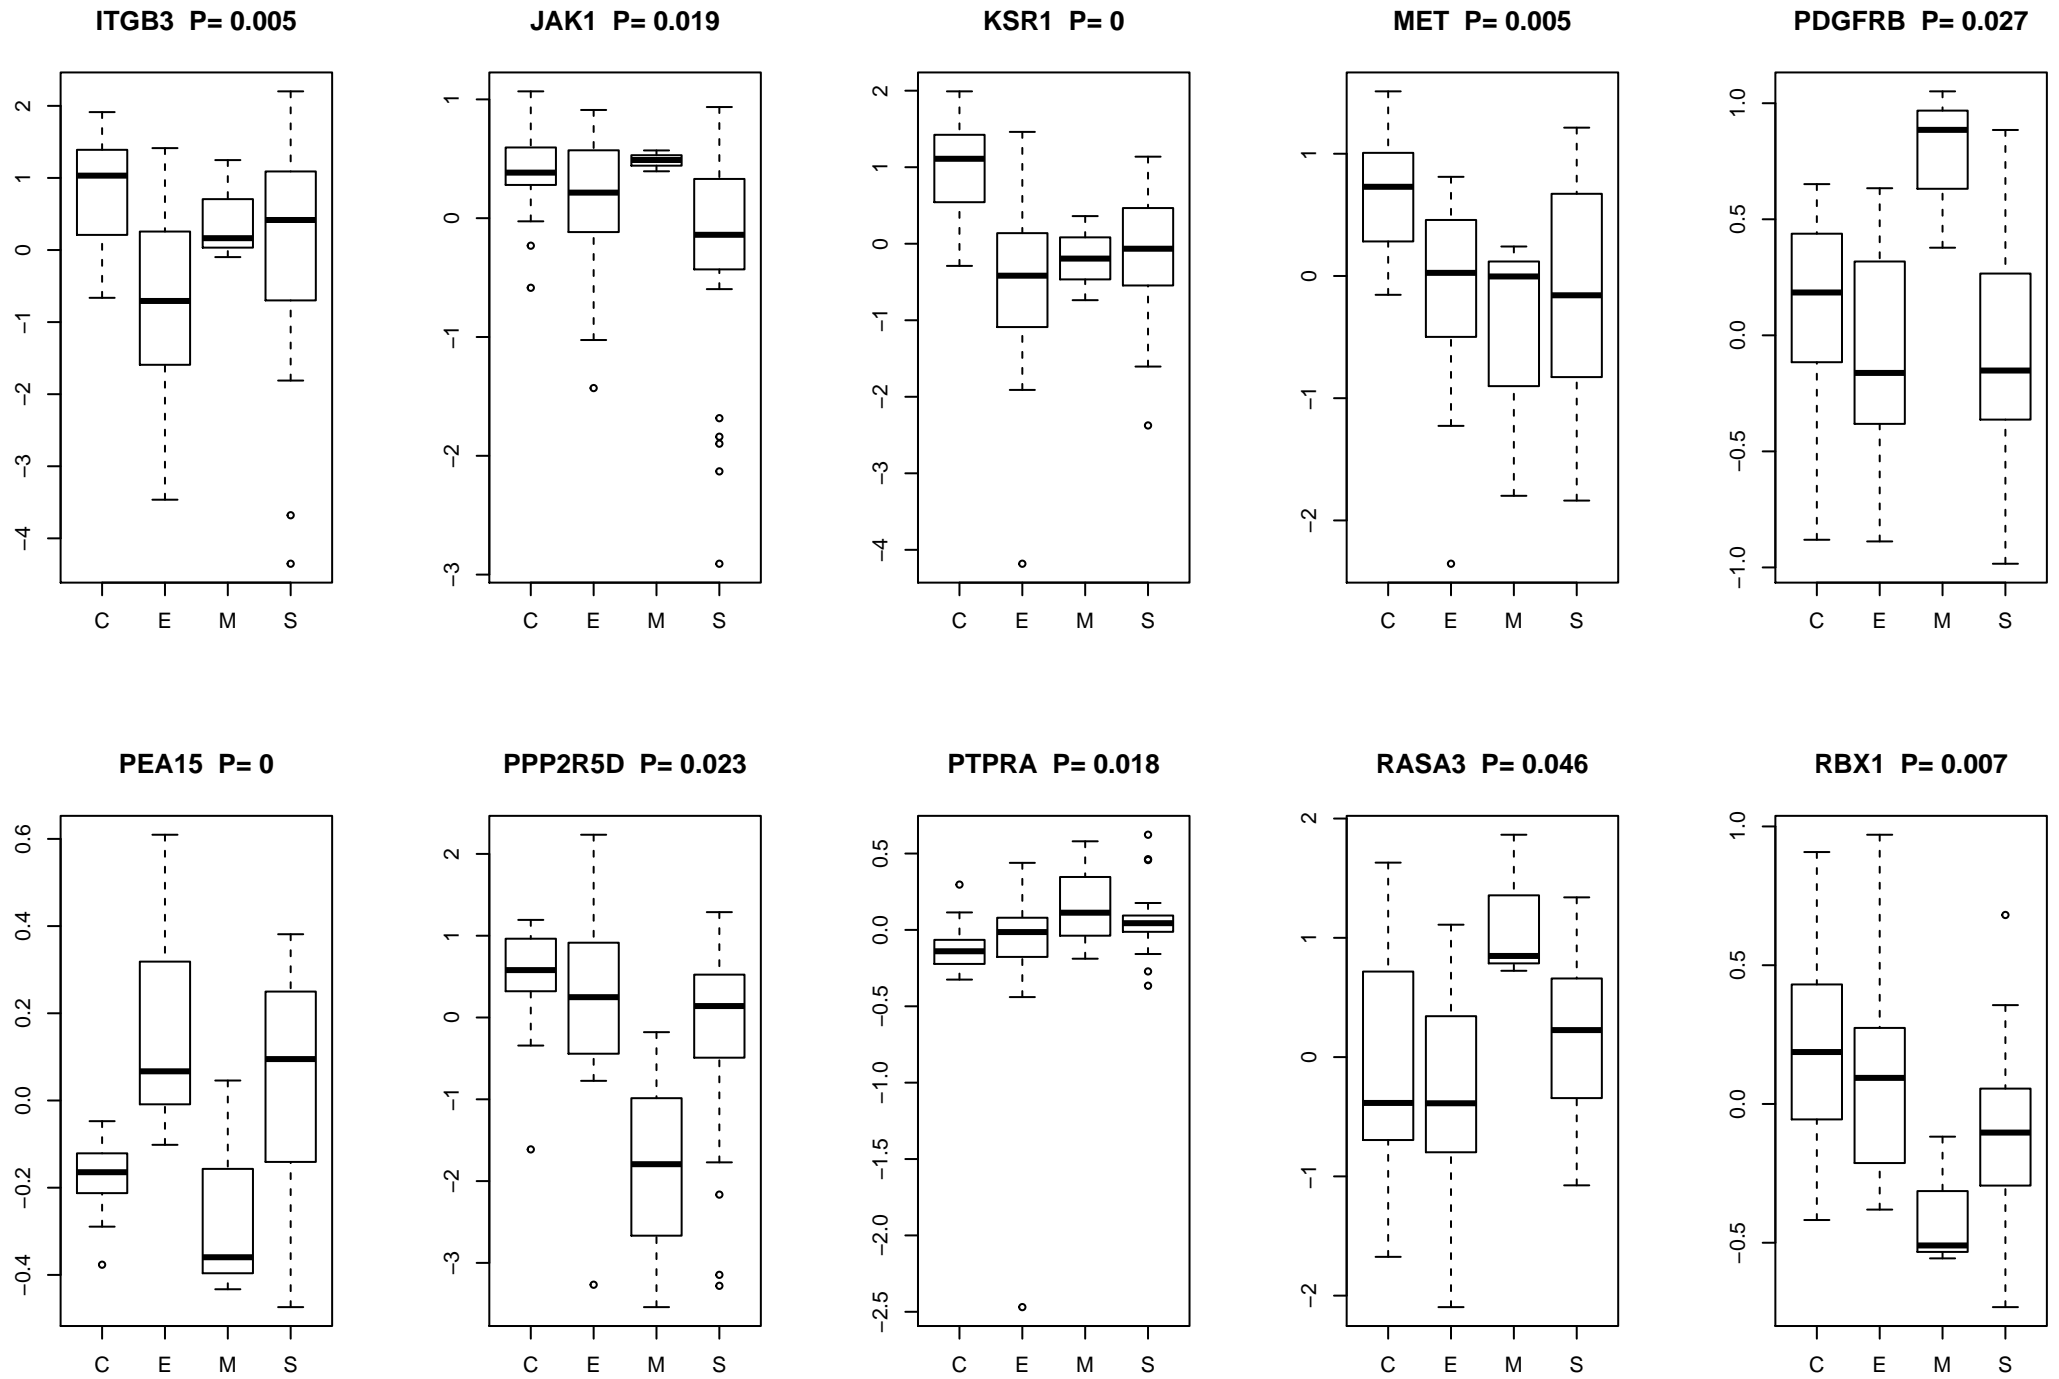 ITGB3 P= 0.005
JAK1 P= 0.019
KSR1 P= 0
MET P= 0.005
PDGFRB P= 0.027
2
1
0
−1
−2
−3
−4
C E M S
1
0
−1
−2
−3
C E M S
2
1
0
−1
−2
−3
−4
C E M S
1
0
−1
−2
C E M S
1.0
0.5
0.0
−0.5
−1.0
C E M S
PEA15 P= 0
PPP2R5D P= 0.023
PTPRA P= 0.018
RASA3 P= 0.046
RBX1 P= 0.007
0.6
0.4
0.2
0.0
−0.2
−0.4
C E M S
2
1
0
−1
−2
−3
C E M S
0.5
0.0
−0.5
−1.0
−1.5
−2.0
−2.5
C E M S
2
1
0
−1
−2
C E M S
1.0
0.5
0.0
−0.5
C E M S